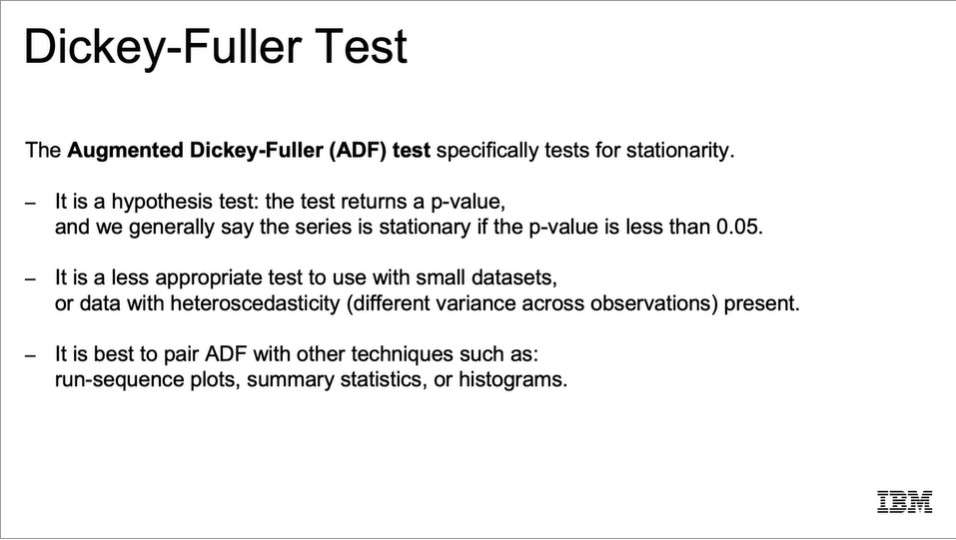 Dickey-Fuller Test
The Augmented Dickey-Fuller (ADF) test specifically tests for stationarity.
– It is a hypothesis test: the test returns a p-value,
and we generally say the series is stationary if the p-value is less than 0.05.
– It is a less appropriate test to use with small datasets,
or data with heteroscedasticity (different variance across observations) present.
– It is best to pair ADF with other techniques such as:
run-sequence plots, summary statistics, or histograms.
IBM